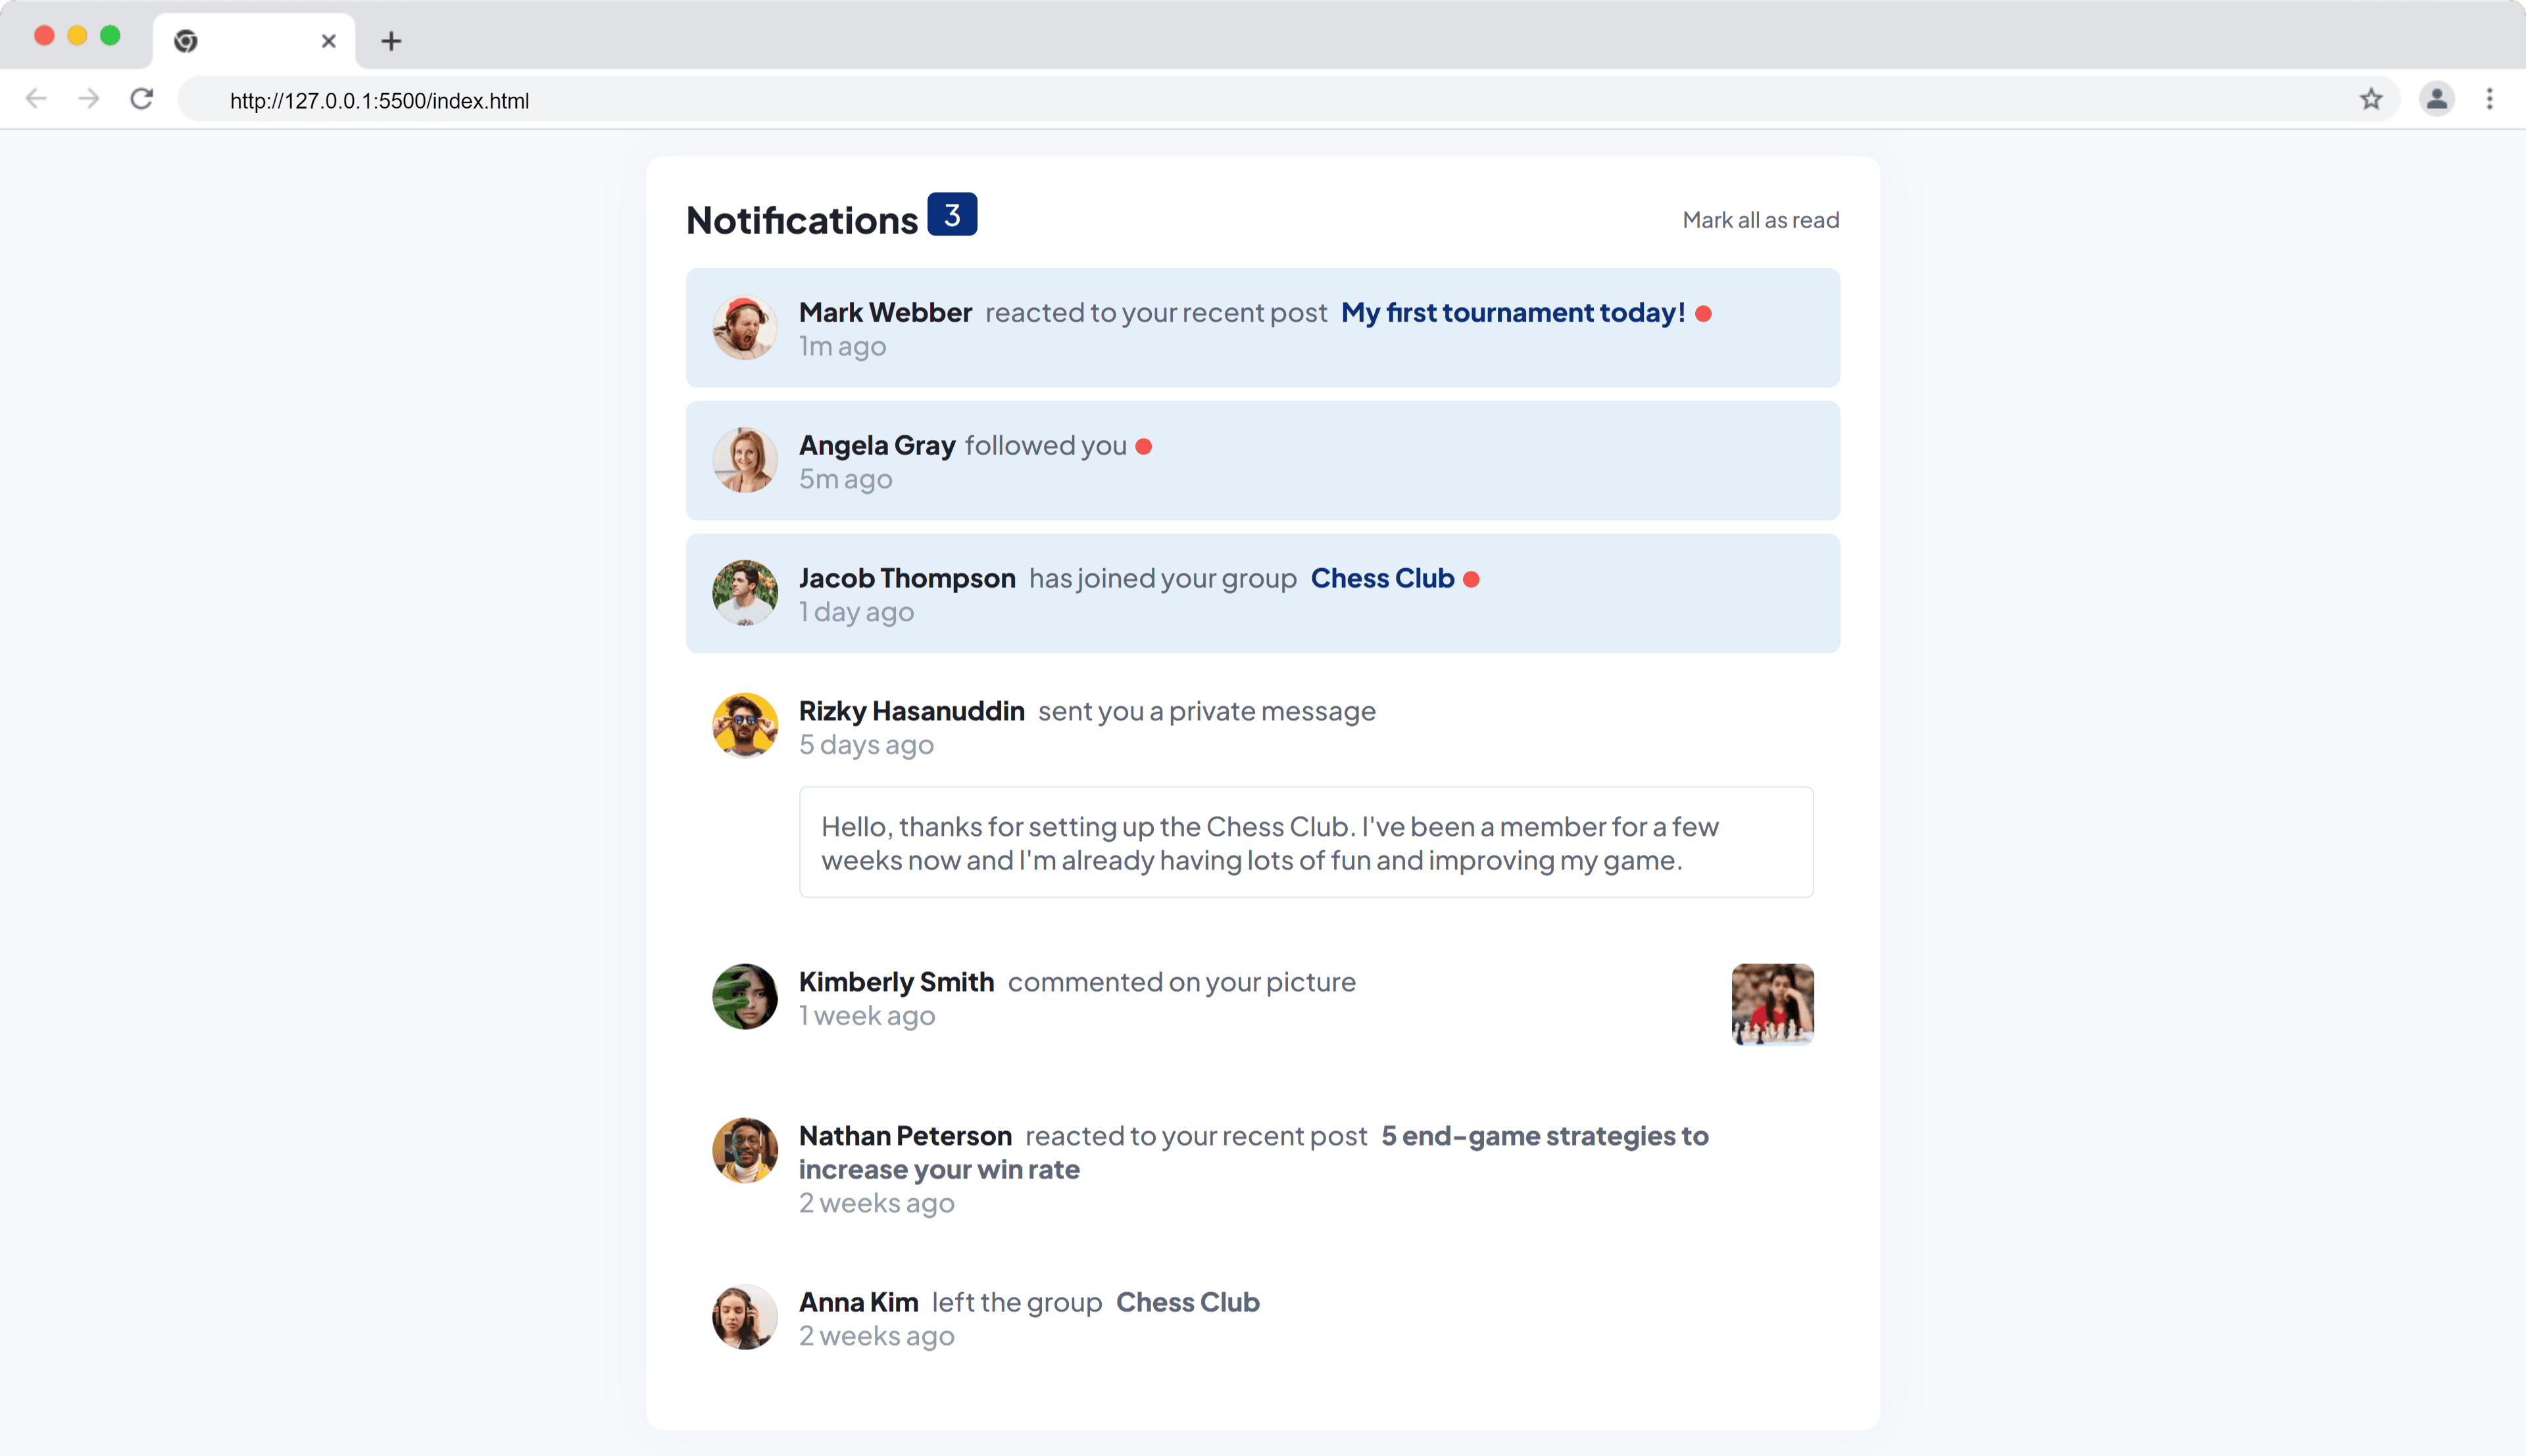 http://127.0.0.1:5500/index.html
Notifications 3
Mark all as read
Mark Webber reacted to your recent post My first tournament today!
1m ago
Angela Gray followed you
5m ago
Jacob Thompson has joined your group Chess Club
1 day ago
Rizky Hasanuddin sent you a private message
5 days ago
Hello, thanks for setting up the Chess Club. I've been a member for a few
weeks now and I'm already having lots of fun and improving my game.
Kimberly Smith commented on your picture
1 week ago
Nathan Peterson reacted to your recent post 5 end-game strategies to
increase your win rate
2 weeks ago
Anna Kim left the group Chess Club
2 weeks ago